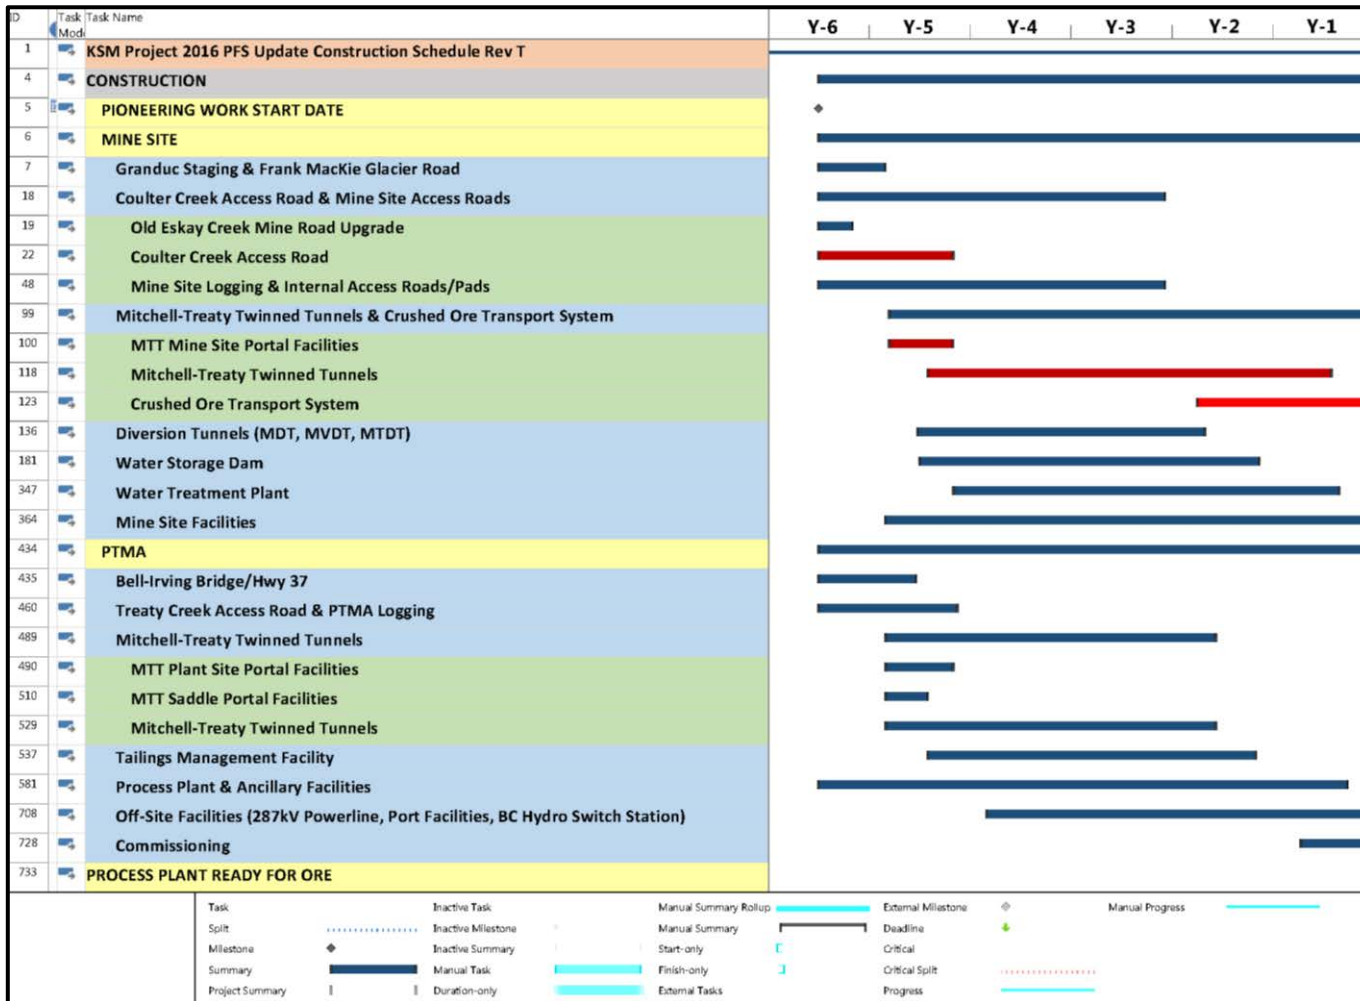 ID Task Mode Task Name Y-6 Y-5 Y-4 Y-3 Y-2 Y-1
1 KSM Project 2016 PFS Update Construction Schedule Rev T
4 CONSTRUCTION
5 PIONEERING WORK START DATE
6 MINE SITE
7 Granduc Staging & Frank MacKie Glacier Road
18 Coulter Creek Access Road & Mine Site Access Roads
19 Old Eskay Creek Mine Road Upgrade
22 Coulter Creek Access Road
48 Mine Site Logging & Internal Access Roads/Pads
99 Mitchell-Treaty Twinned Tunnels & Crushed Ore Transport System
100 MTT Mine Site Portal Facilities
118 Mitchell-Treaty Twinned Tunnels
123 Crushed Ore Transport System
136 Diversion Tunnels (MDT, MVDT, MTDT)
181 Water Storage Dam
347 Water Treatment Plant
364 Mine Site Facilities
434 PTMA
435 Bell-Irving Bridge/Hwy 37
460 Treaty Creek Access Road & PTMA Logging
489 Mitchell-Treaty Twinned Tunnels
490 MTT Plant Site Portal Facilities
510 MTT Saddle Portal Facilities
529 Mitchell-Treaty Twinned Tunnels
537 Tailings Management Facility
581 Process Plant & Ancillary Facilities
708 Off-Site Facilities (287kV Powerline, Port Facilities, BC Hydro Switch Station)
728 Commissioning
733 PROCESS PLANT READY FOR ORE
Task Inactive Task Manual Summary Rollup External Milestone Manual Progress
Split Inactive Milestone Manual Summary Deadline
Milestone Inactive Summary Start-only Critical
Summary Manual Task Finish-only Critical Split
Project Summary Duration-only External Tasks Progress